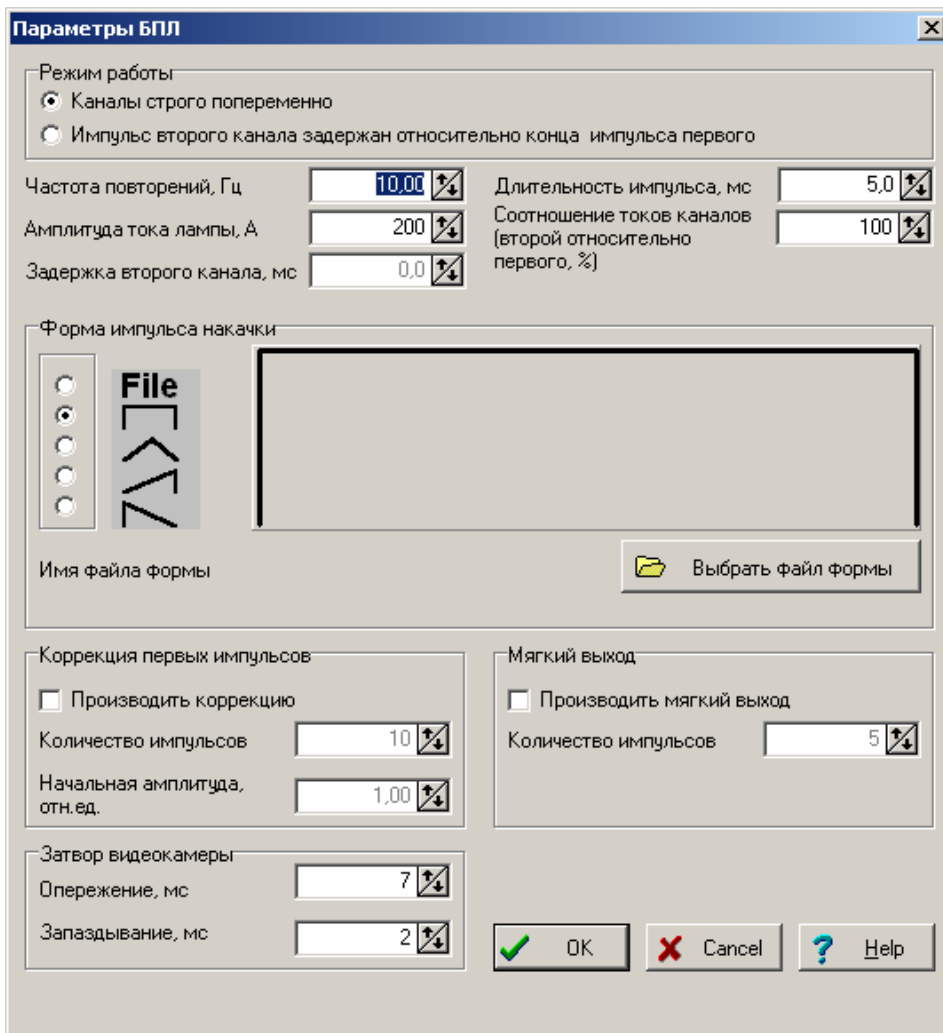 Параметры БПЛ
Режим работы
Каналы строго попеременно
Импульс второго канала задержан относительно конца импульса первого
Частота повторений, Гц
10,00
Длительность импульса, мс
5,0
Амплитуда тока лампы, А
200
Соотношение токов каналов
(второй относительно
первого, %)
100
Задержка второго канала, мс
0,0
Форма импульса накачки
File
Имя файла формы
Выбрать файл формы
Коррекция первых импульсов
Производить коррекцию
Количество импульсов
10
Начальная амплитуда,
отн.ед.
1,00
Мягкий выход
Производить мягкий выход
Количество импульсов
5
Затвор видеокамеры
Опережение, мс
7
Запаздывание, мс
2
OK
Cancel
Help